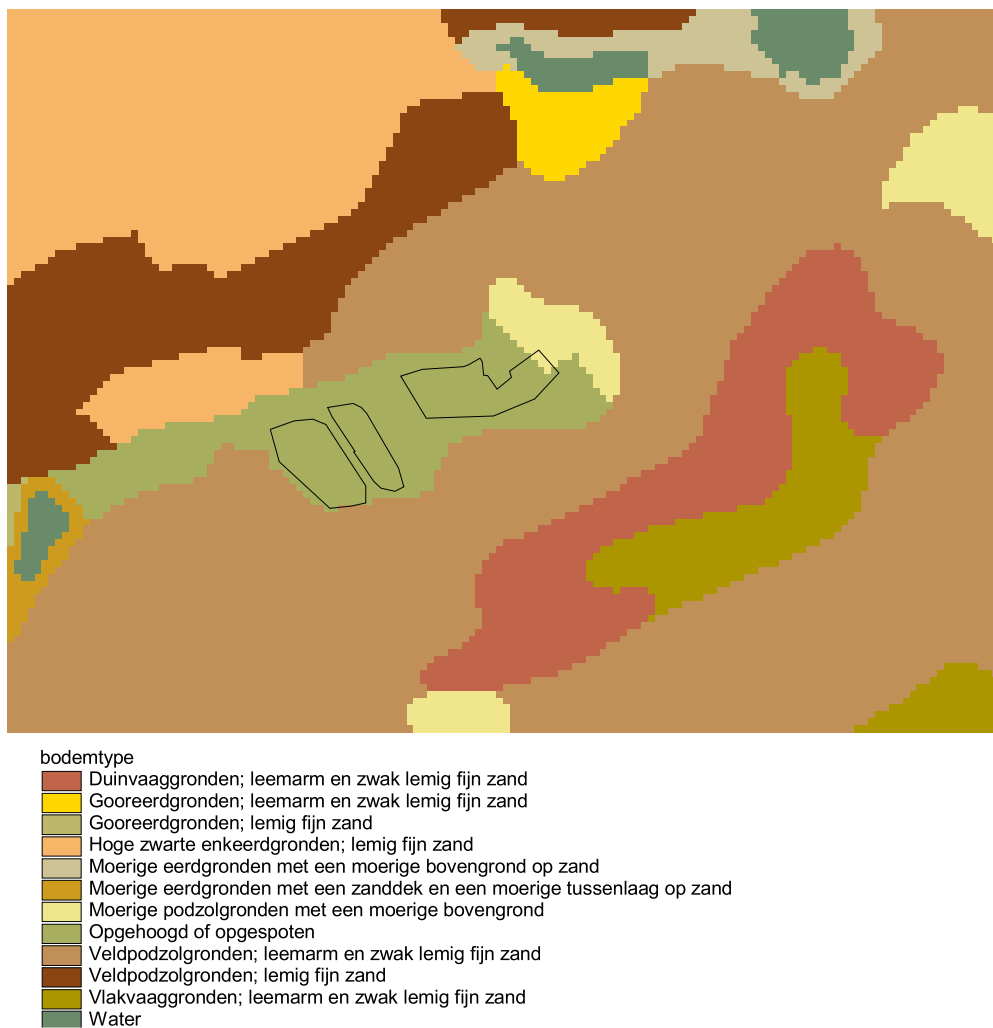 bodemtype
Duinvaaggronden; leemarm en zwak lemig fijn zand
Gooreerdgronden; leemarm en zwak lemig fijn zand
Gooreerdgronden; lemig fijn zand
Hoge zwarte enkeerdgronden; lemig fijn zand
Moerige eerdgronden met een moerige bovengrond op zand
Moerige eerdgronden met een zanddek en een moerige tussenlaag op zand
Moerige podzolgronden met een moerige bovengrond
Opgehoogd of opgespoten
Veldpodzolgronden; leemarm en zwak lemig fijn zand
Veldpodzolgronden; lemig fijn zand
Vlakvaaggronden; leemarm en zwak lemig fijn zand
Water